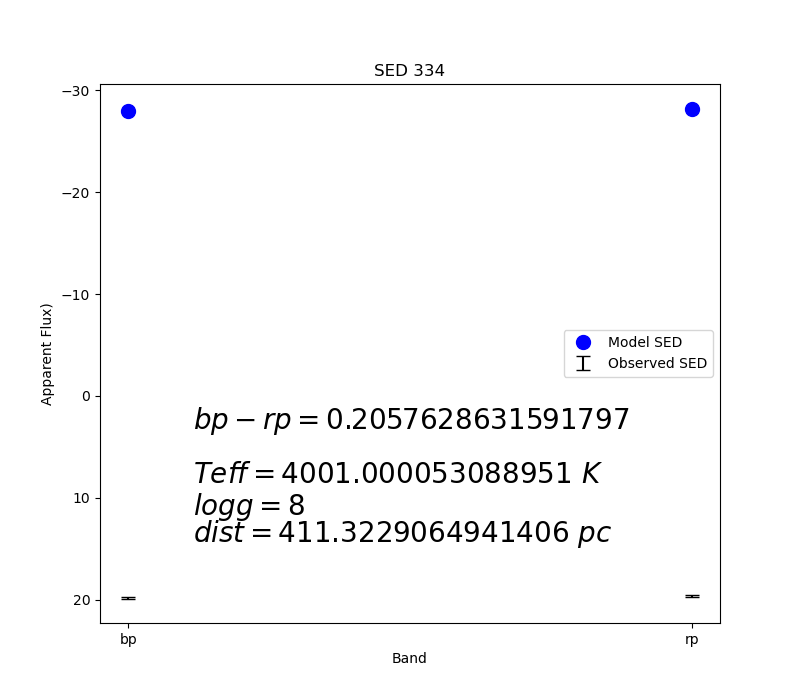 SED 334
−30
−20
−10
0
10
20
Apparent Flux)
Model SED
Observed SED
bp − rp = 0.2057628631591797
Teff = 4001.000053088951 K
logg = 8
dist = 411.3229064941406 pc
bp
rp
Band